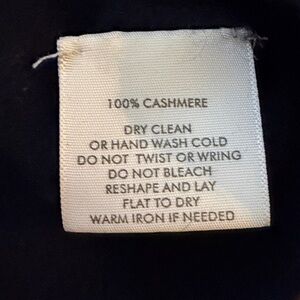 100% CASHMERE
DRY CLEAN
OR HAND WASH COLD
DO NOT TWIST OR WRING
DO NOT BLEACH
RESHAPE AND LAY
FLAT TO DRY
WARM IRON IF NEEDED